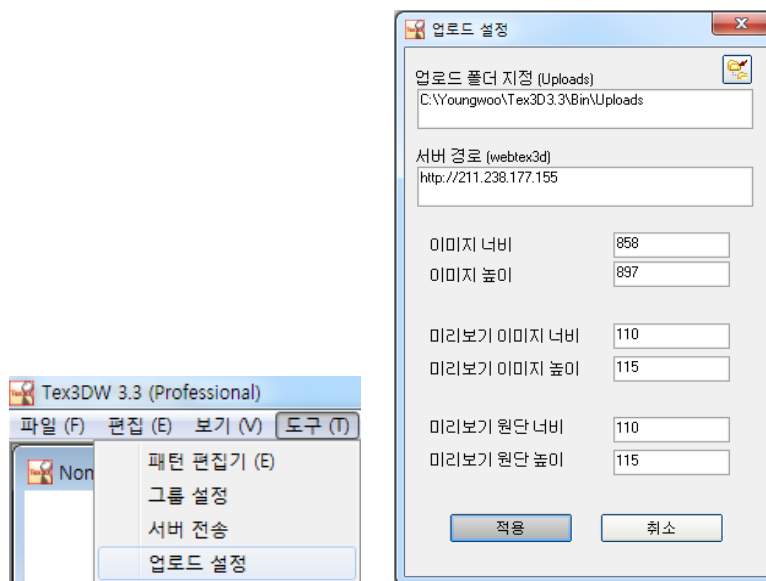 Tex3DW 3.3 (Professional)
파일 (F) 편집 (E) 보기 (V) 도구 (T)
Non
패턴 편집기 (E)
그룹 설정
서버 전송
업로드 설정
업로드 설정
업로드 폴더 지정 (Uploads)
C:\Youngwoo\Tex3D3.3\Bin\Uploads
서버 경로 (webtex3d)
http://211.238.177.155
이미지 너비 858
이미지 높이 897
미리보기 이미지 너비 110
미리보기 이미지 높이 115
미리보기 원단 너비 110
미리보기 원단 높이 115
적용 취소